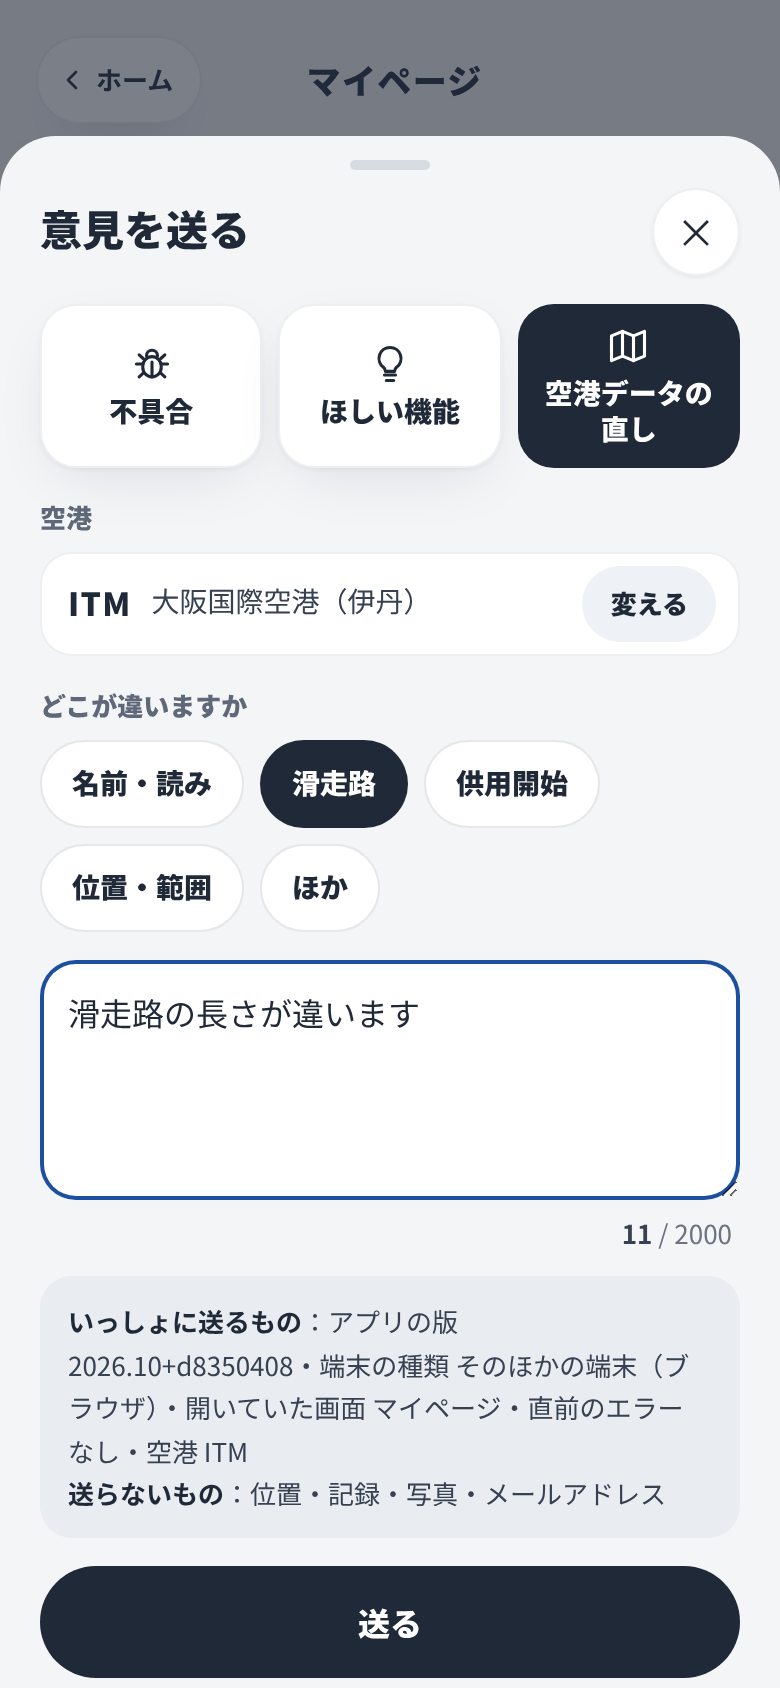 ホーム
マイページ
意見を送る
不具合
ほしい機能
空港データの
直し
空港
ITM 大阪国際空港（伊丹）
変える
どこが違いますか
名前・読み
滑走路
供用開始
位置・範囲
ほか
滑走路の長さが違います
11 / 2000
いっしょに送るもの：アプリの版
2026.10+d8350408・端末の種類 そのほかの端末（ブ
ラウザ）・開いていた画面 マイページ・直前のエラー
なし・空港 ITM
送らないもの：位置・記録・写真・メールアドレス
送る